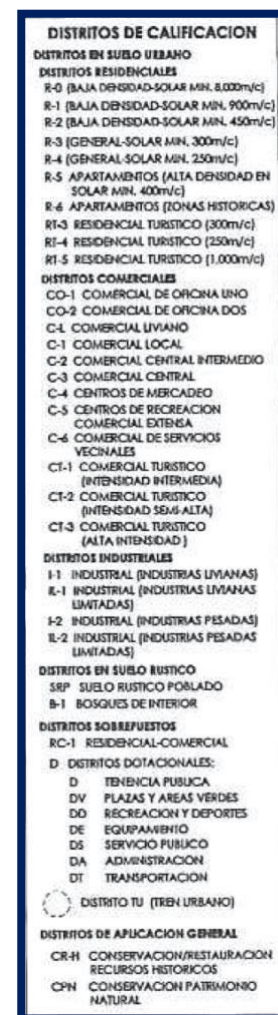 DISTRITOS DE CALIFICACION
DISTRITOS EN SUELO URBANO
DISTRITOS RESIDENCIALES
R-0 (BAJA DENSIDAD-SOLAR MIN. 8,000m/c)
R-1 (BAJA DENSIDAD-SOLAR MIN. 900m/c)
R-2 (BAJA DENSIDAD-SOLAR MIN. 450m/c)
R-3 (GENERAL-SOLAR MIN. 300m/c)
R-4 (GENERAL-SOLAR MIN. 250m/c)
R-5 APARTAMENTOS (ALTA DENSIDAD EN
SOLAR MIN. 400m/c)
R-6 APARTAMENTOS (ZONAS HISTORICAS)
RT-3 RESIDENCIAL TURISTICO (300m/c)
RT-4 RESIDENCIAL TURISTICO (250m/c)
RT-5 RESIDENCIAL TURISTICO (1,000m/c)
DISTRITOS COMERCIALES
CO-1 COMERCIAL DE OFICINA UNO
CO-2 COMERCIAL DE OFICINA DOS
C-L COMERCIAL LIVIANO
C-1 COMERCIAL LOCAL
C-2 COMERCIAL CENTRAL INTERMEDIO
C-3 COMERCIAL CENTRAL
C-4 CENTROS DE MERCADEO
C-5 CENTROS DE RECREACION
COMERCIAL EXTENSA
C-6 COMERCIAL DE SERVICIOS
VECINALES
CT-1 COMERCIAL TURISTICO
(INTENSIDAD INTERMEDIA)
CT-2 COMERCIAL TURISTICO
(INTENSIDAD SEMI-ALTA)
CT-3 COMERCIAL TURISTICO
(ALTA INTENSIDAD )
DISTRITOS INDUSTRIALES
I-1 INDUSTRIAL (INDUSTRIAS LIVIANAS)
IL-1 INDUSTRIAL (INDUSTRIAS LIVIANAS
LIMITADAS)
I-2 INDUSTRIAL (INDUSTRIAS PESADAS)
IL-2 INDUSTRIAL (INDUSTRIAS PESADAS
LIMITADAS)
DISTRITOS EN SUELO RUSTICO
SRP SUELO RUSTICO POBLADO
B-1 BOSQUES DE INTERIOR
DISTRITOS SOBREPUESTOS
RC-1 RESIDENCIAL-COMERCIAL
D DISTRITOS DOTACIONALES:
D TENENCIA PUBLICA
DV PLAZAS Y AREAS VERDES
DD RECREACION Y DEPORTES
DE EQUIPAMIENTO
DS SERVICIO PUBLICO
DA ADMINISTRACION
DT TRANSPORTACION
DISTRITO TU (TREN URBANO)
DISTRITOS DE APLICACION GENERAL
CR-H CONSERVACION/RESTAURACION
RECURSOS HISTORICOS
CPN CONSERVACION PATRIMONIO
NATURAL